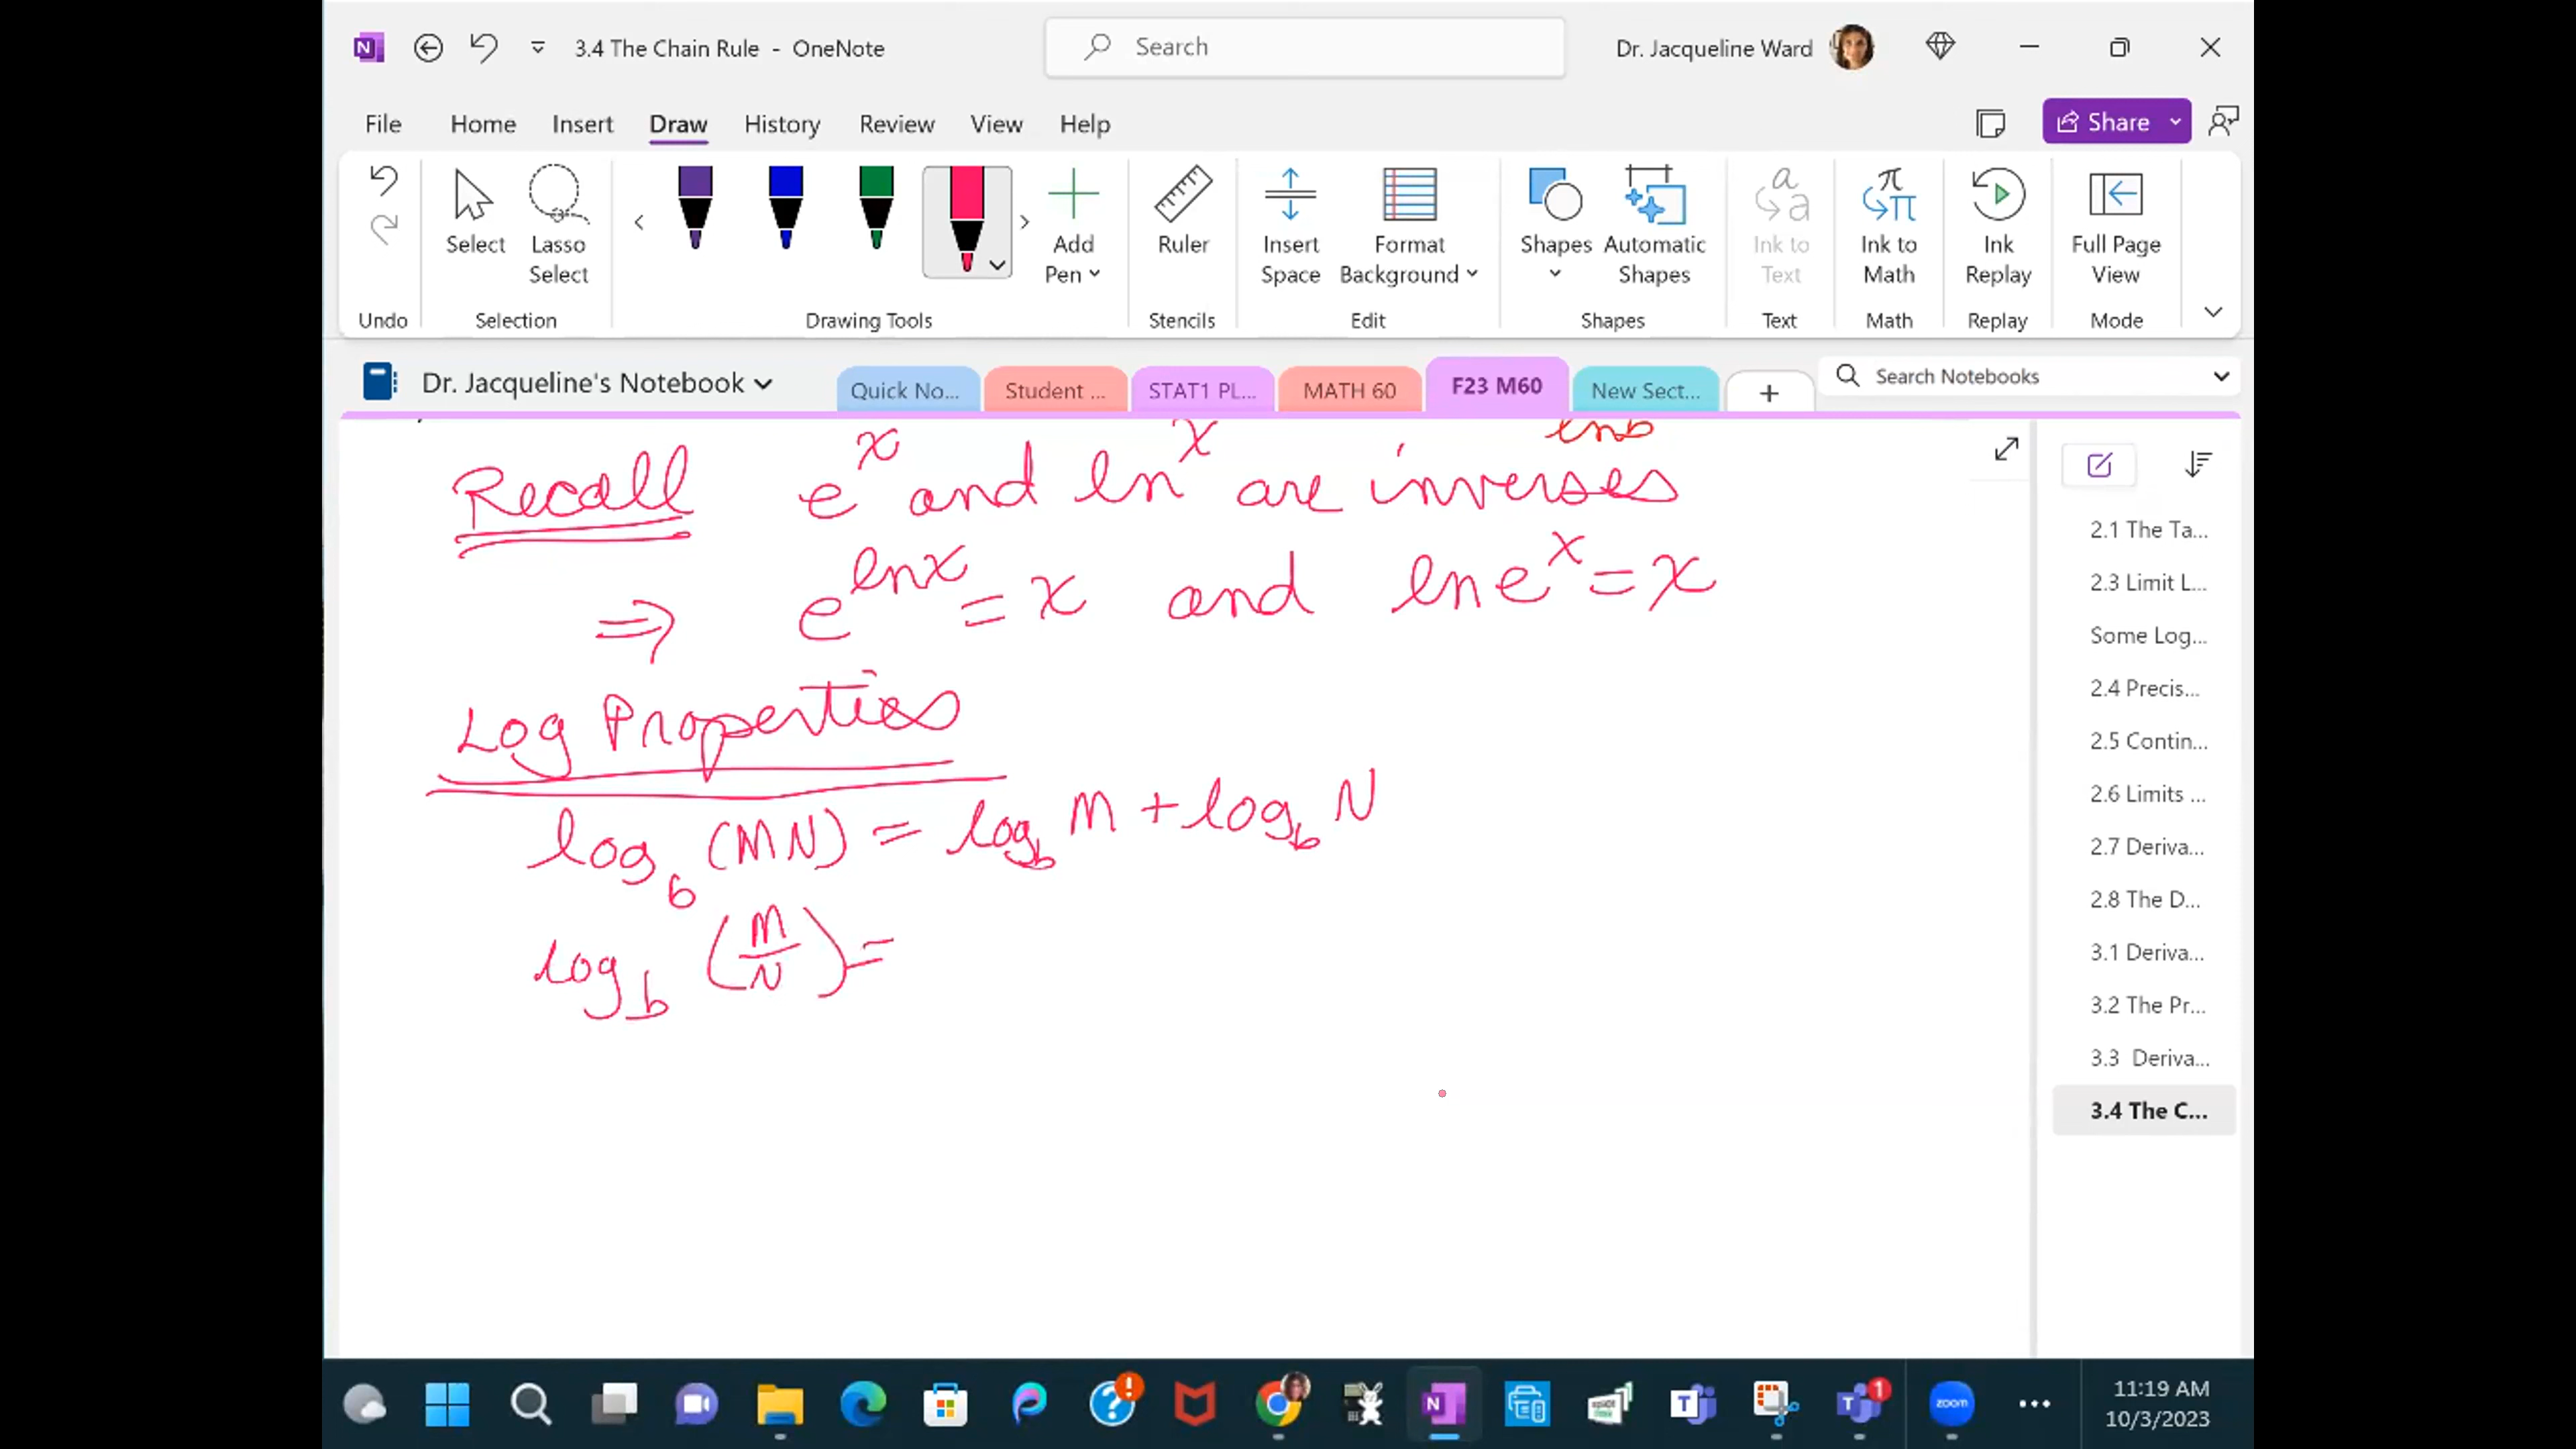 3.4 The Chain Rule - OneNote
Search
Dr. Jacqueline Ward
File Home Insert Draw History Review View Help
Share
Select
Lasso Select
Add Pen
Ruler
Insert Space
Format Background
Shapes
Automatic Shapes
Ink to Text
Ink to Math
Ink Replay
Full Page View
Undo Selection Drawing Tools Stencils Edit Shapes Text Math Replay Mode
Dr. Jacqueline's Notebook
Quick No... Student ... STAT1 PL... MATH 60 F23 M60 New Sect... +
Search Notebooks
ln b
Recall e^x and ln^x are inverses
⇒ e^{ln x} = x and ln e^x = x
Log Properties
log_b (MN) = log_b M + log_b N
log_b (M/N) =
2.1 The Ta...
2.3 Limit L...
Some Log...
2.4 Precis...
2.5 Contin...
2.6 Limits ...
2.7 Deriva...
2.8 The D...
3.1 Deriva...
3.2 The Pr...
3.3 Deriva...
3.4 The C...
zoom
11:19 AM
10/3/2023